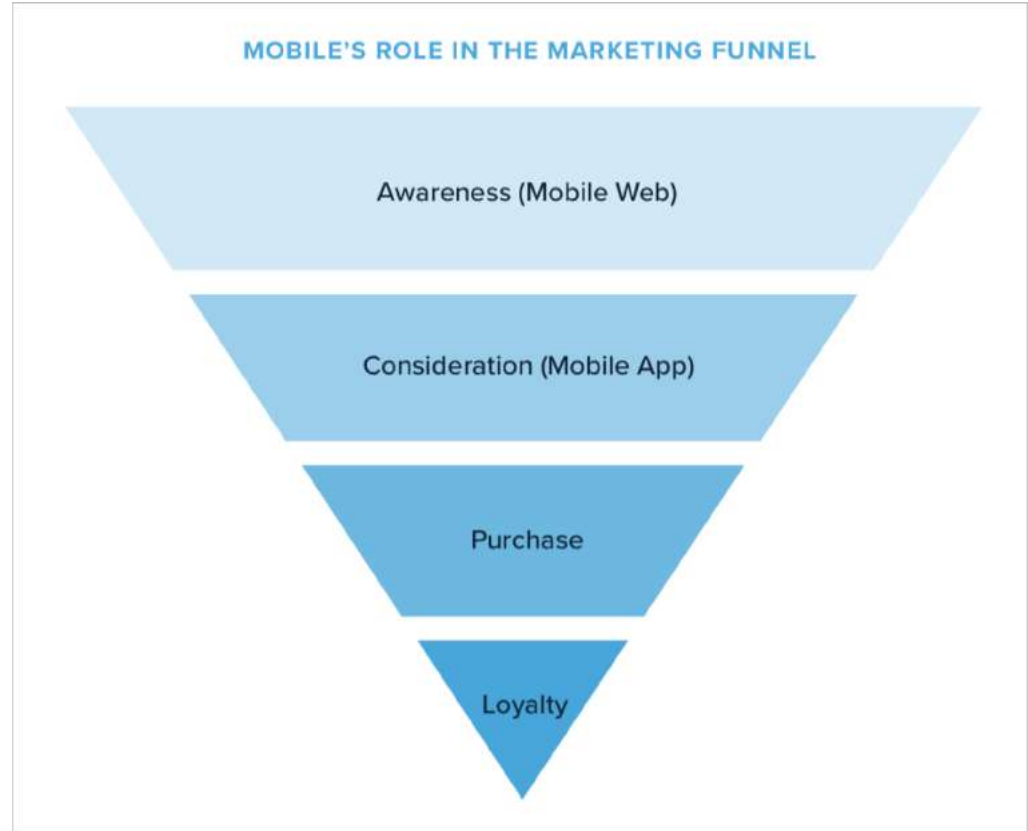 MOBILE'S ROLE IN THE MARKETING FUNNEL
Awareness (Mobile Web)
Consideration (Mobile App)
Purchase
Loyalty